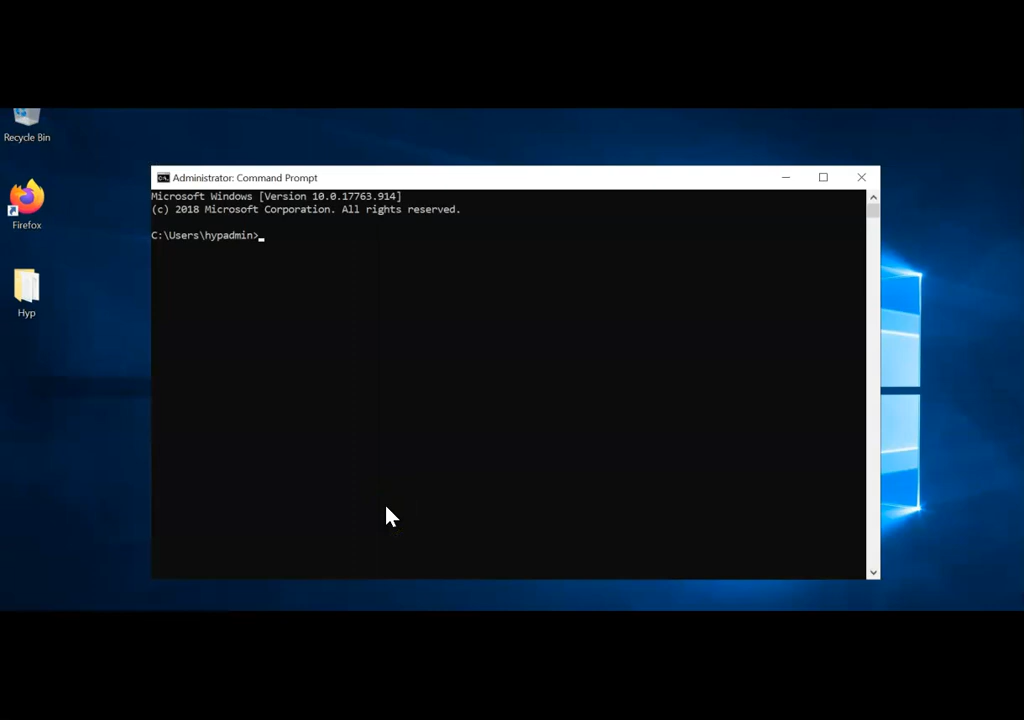 Recycle Bin
Firefox
Hyp
Administrator: Command Prompt
Microsoft Windows [Version 10.0.17763.914]
(c) 2018 Microsoft Corporation. All rights reserved.
C:\Users\hypadmin>